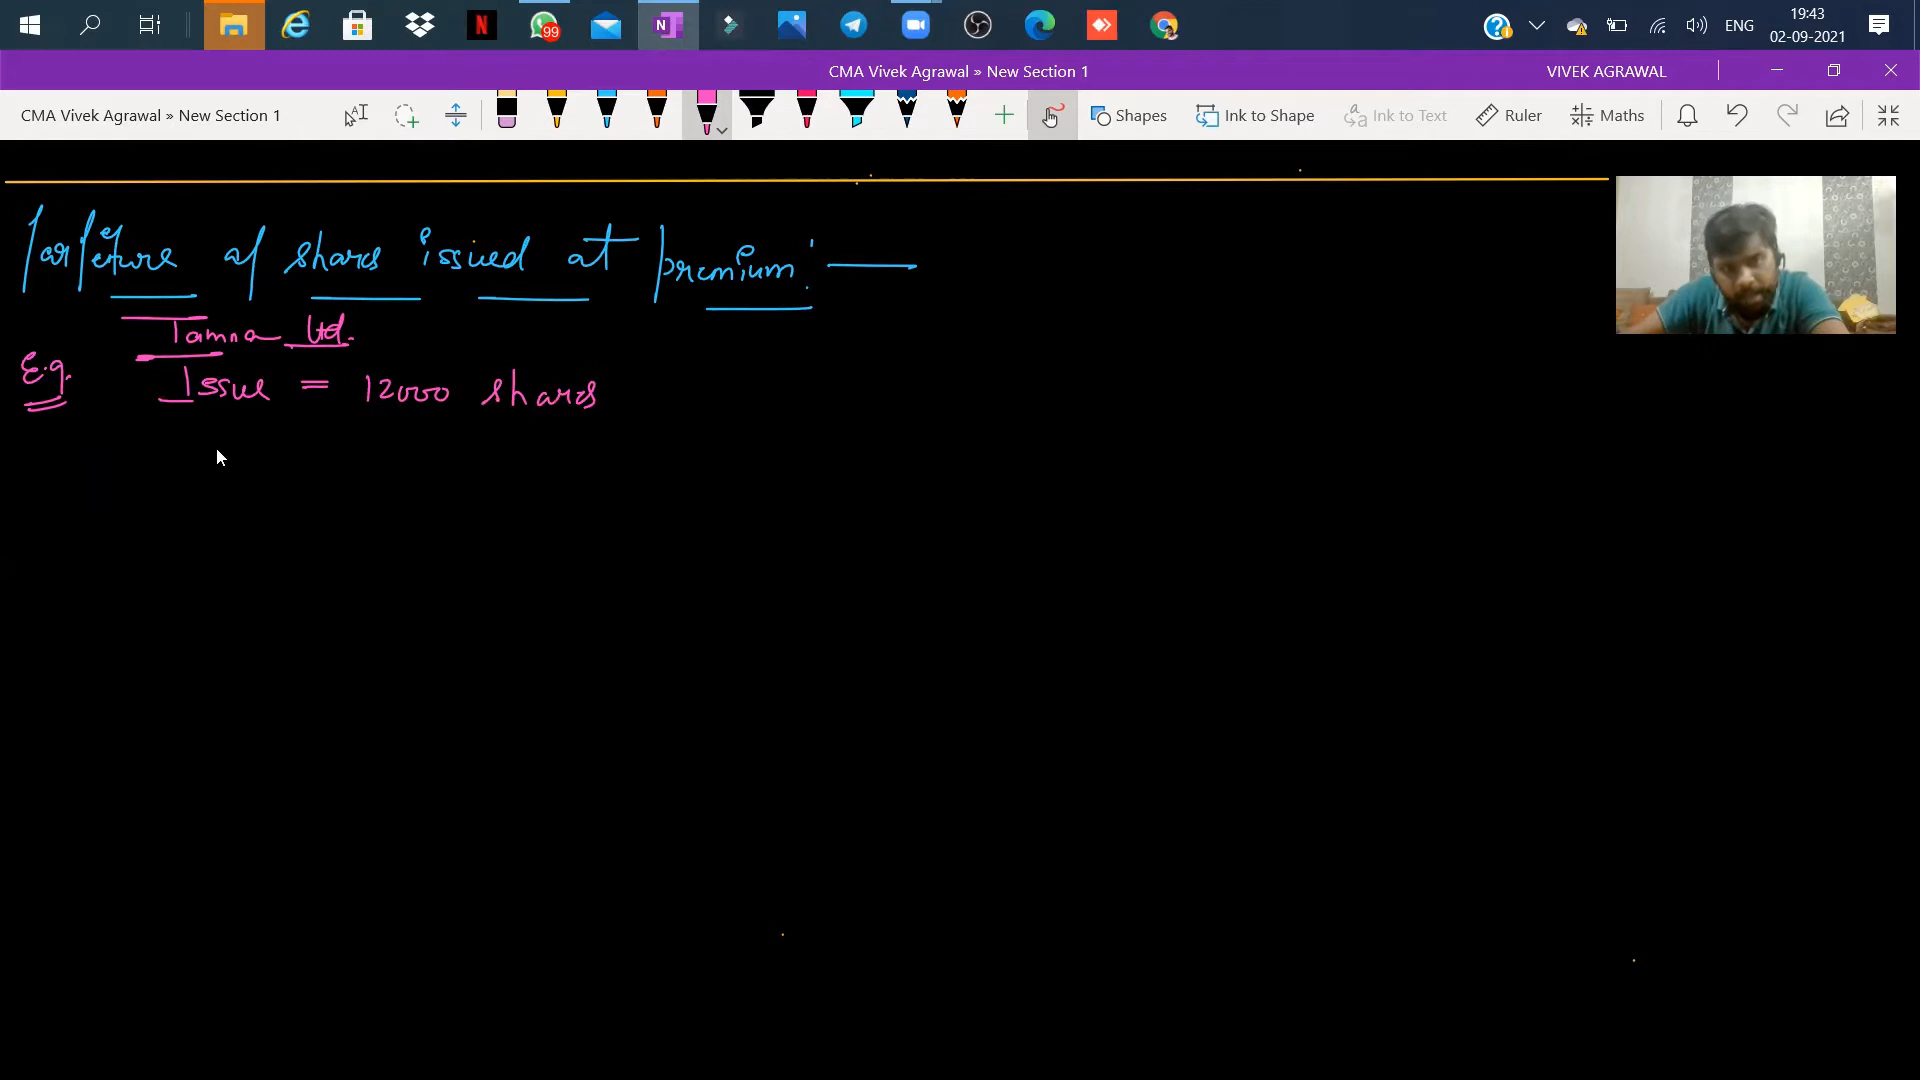 99
ENG
19:43
02-09-2021
CMA Vivek Agrawal » New Section 1
VIVEK AGRAWAL
CMA Vivek Agrawal » New Section 1
Shapes
Ink to Shape
Ink to Text
Ruler
Maths
Forfeiture of shares issued at premium:
Tamna Ltd.
E.g. Issue = 12000 shares